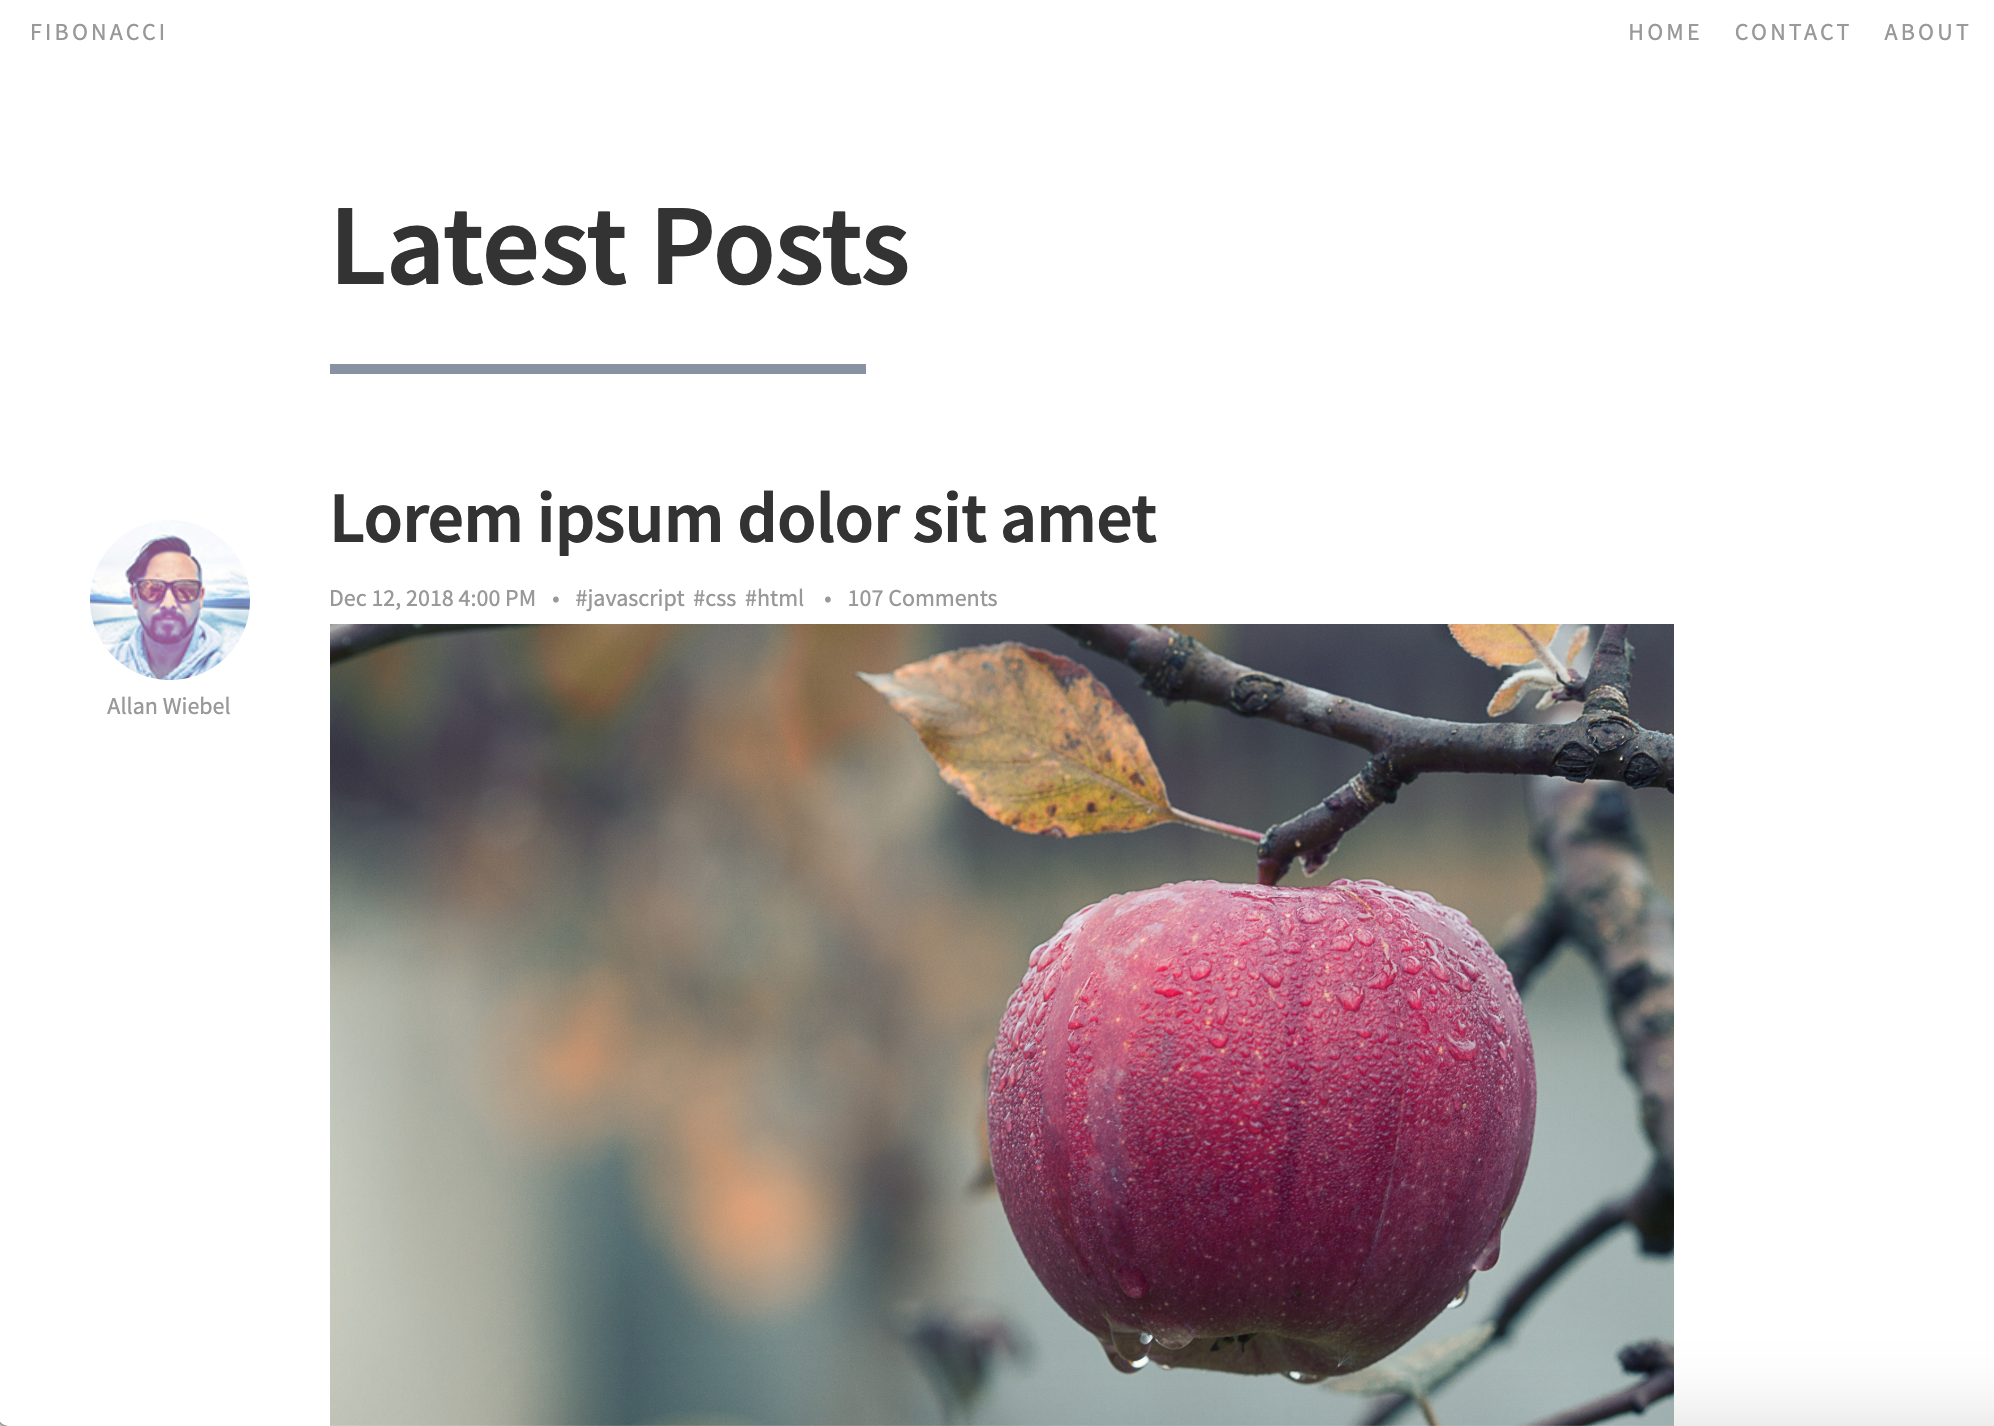 FIBONACCI HOME CONTACT ABOUT
Latest Posts
Lorem ipsum dolor sit amet
Dec 12, 2018 4:00 PM • #javascript #css #html • 107 Comments
Allan Wiebel